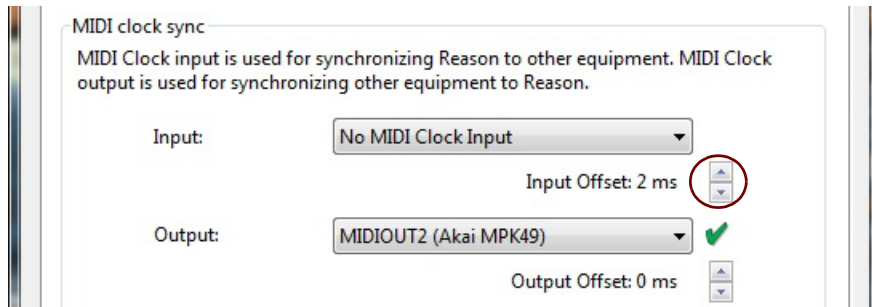 MIDI clock sync
MIDI Clock input is used for synchronizing Reason to other equipment. MIDI Clock
output is used for synchronizing other equipment to Reason.
Input: No MIDI Clock Input
Input Offset: 2 ms
Output: MIDIOUT2 (Akai MPK49)
Output Offset: 0 ms